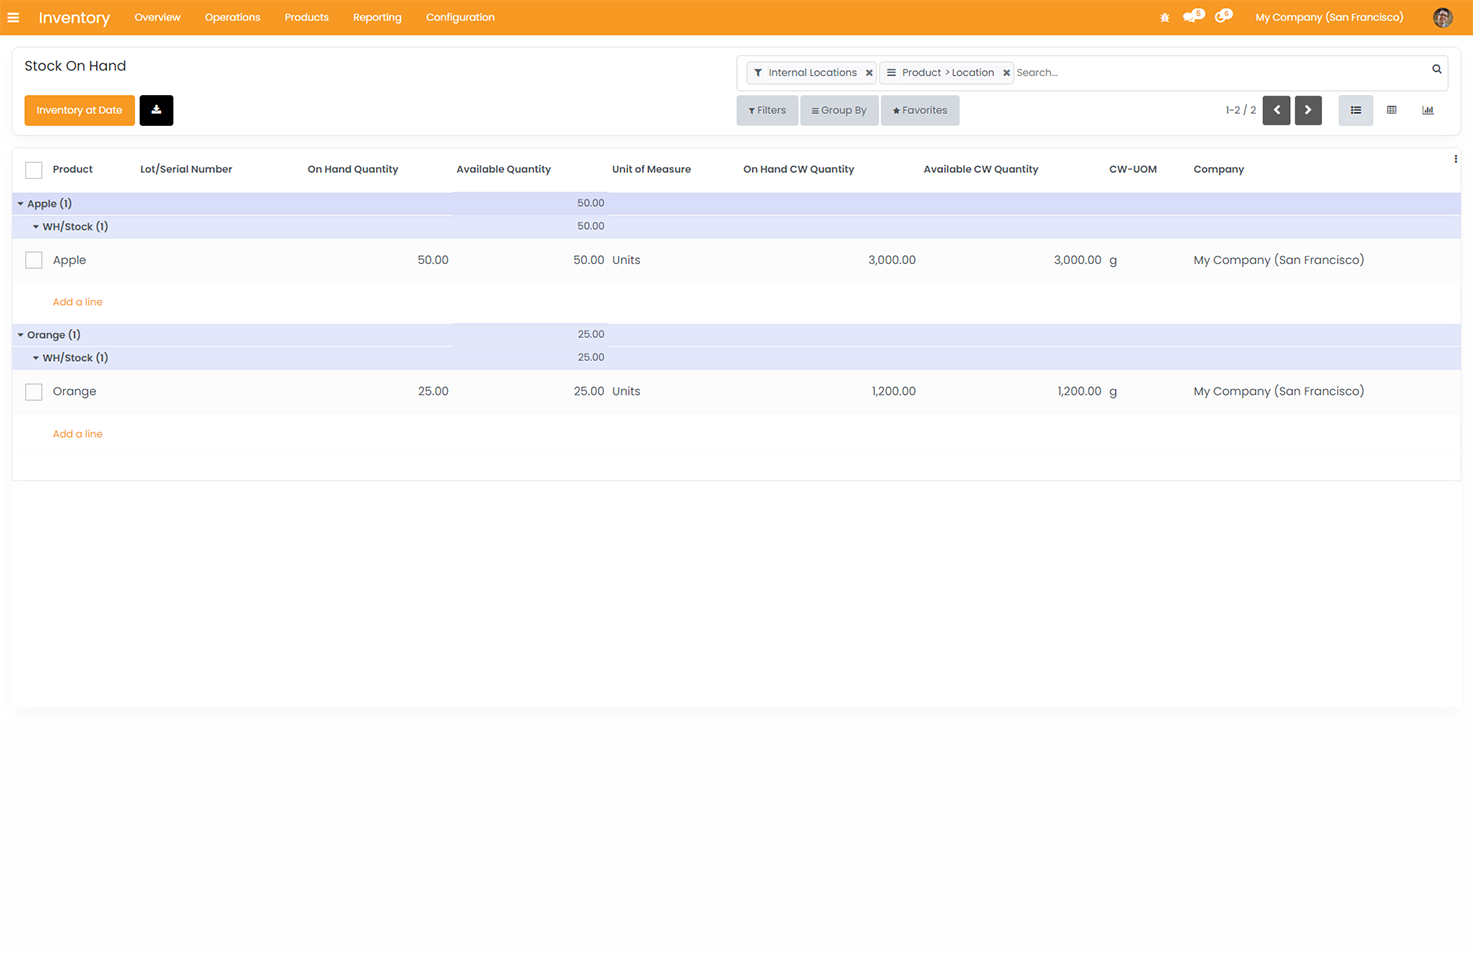 Inventory Overview Operations Products Reporting Configuration 5 6 My Company (San Francisco)
Stock On Hand
Internal Locations Product > Location Search...
Inventory at Date Filters Group By Favorites 1-2 / 2
Product Lot/Serial Number On Hand Quantity Available Quantity Unit of Measure On Hand CW Quantity Available CW Quantity CW-UOM Company
Apple (1) 50.00
WH/Stock (1) 50.00
Apple 50.00 50.00 Units 3,000.00 3,000.00 g My Company (San Francisco)
Add a line
Orange (1) 25.00
WH/Stock (1) 25.00
Orange 25.00 25.00 Units 1,200.00 1,200.00 g My Company (San Francisco)
Add a line